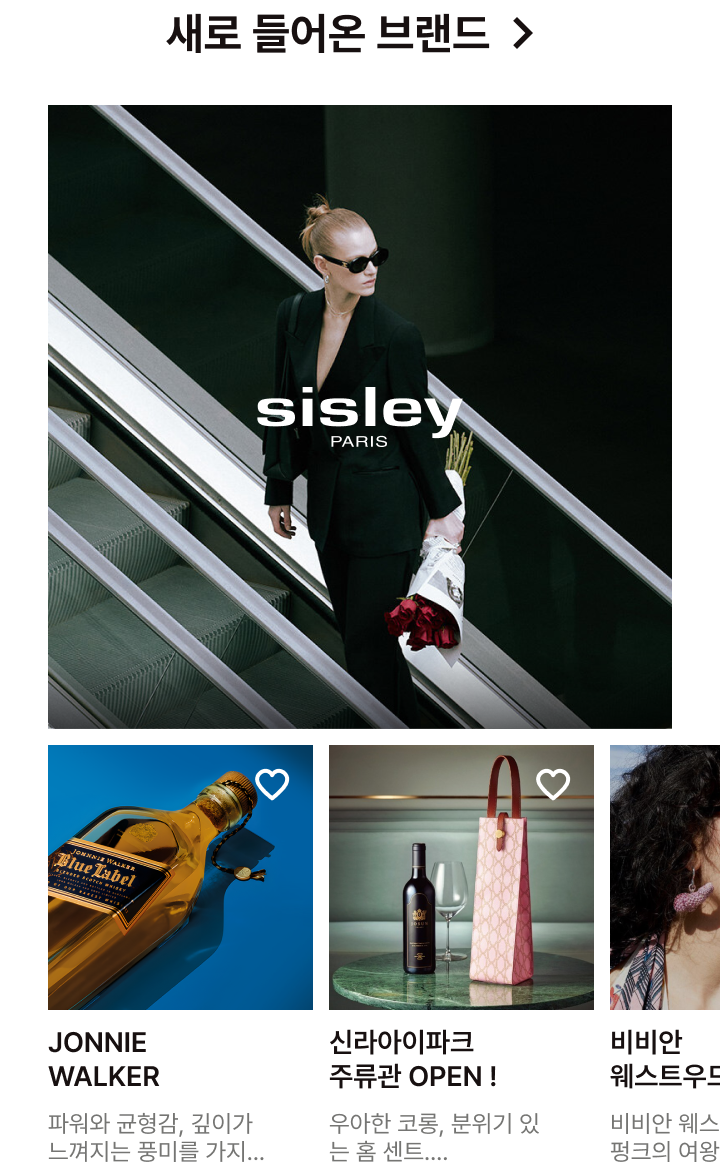 새로 들어온 브랜드
sisley
PARIS
JOHNNIE WALKER
Blue Label
BLENDED SCOTCH WHISKY
JONNIE
WALKER
파워와 균형감, 깊이가
느껴지는 풍미를 가지...
신라아이파크
주류관 OPEN !
우아한 코롱, 분위기 있
는 홈 센트....
비비안
웨스트우드
비비안 웨스
펑크의 여왕